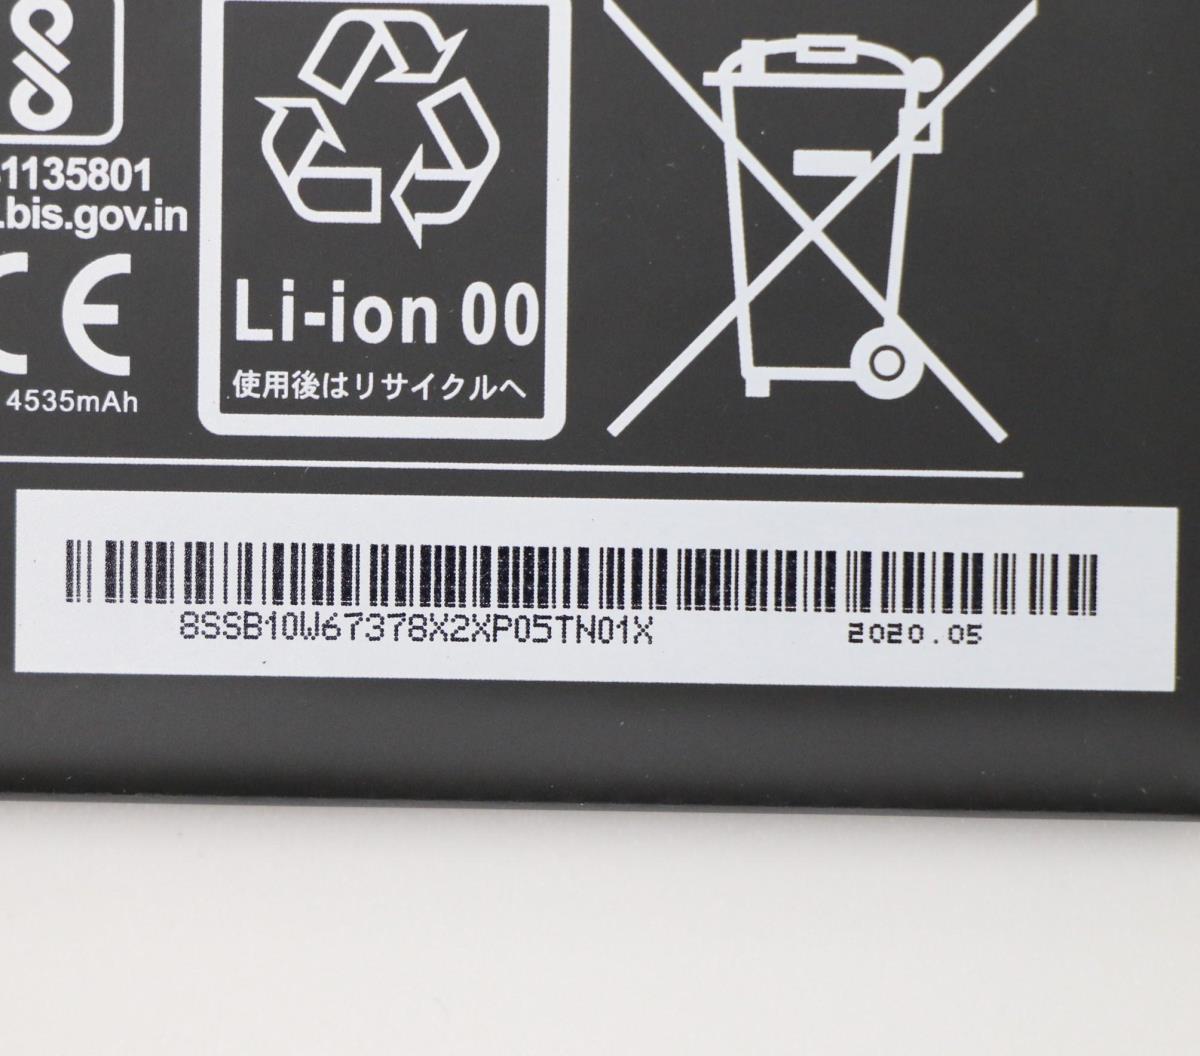 1135801
.bis.gov.in
CE
4535mAh
Li-ion 00
使用後はリサイクルへ
8SSB10W67378X2XP05TN01X
2020.05